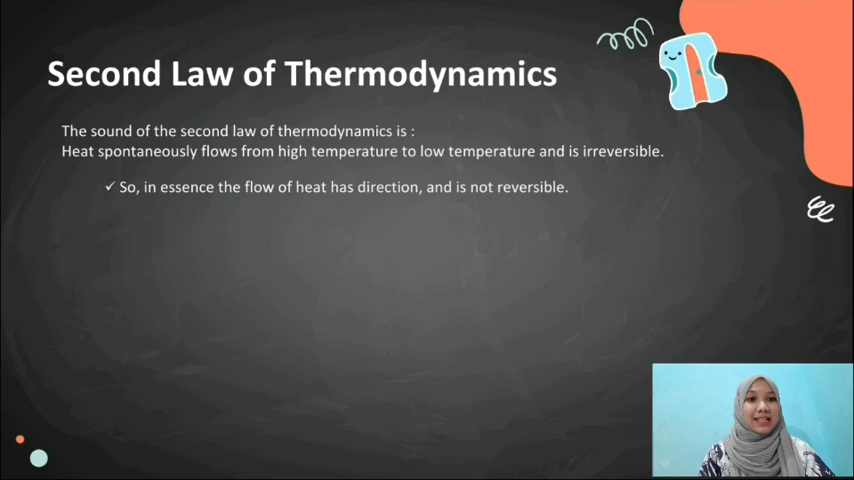 Second Law of Thermodynamics
The sound of the second law of thermodynamics is :
Heat spontaneously flows from high temperature to low temperature and is irreversible.
✓ So, in essence the flow of heat has direction, and is not reversible.